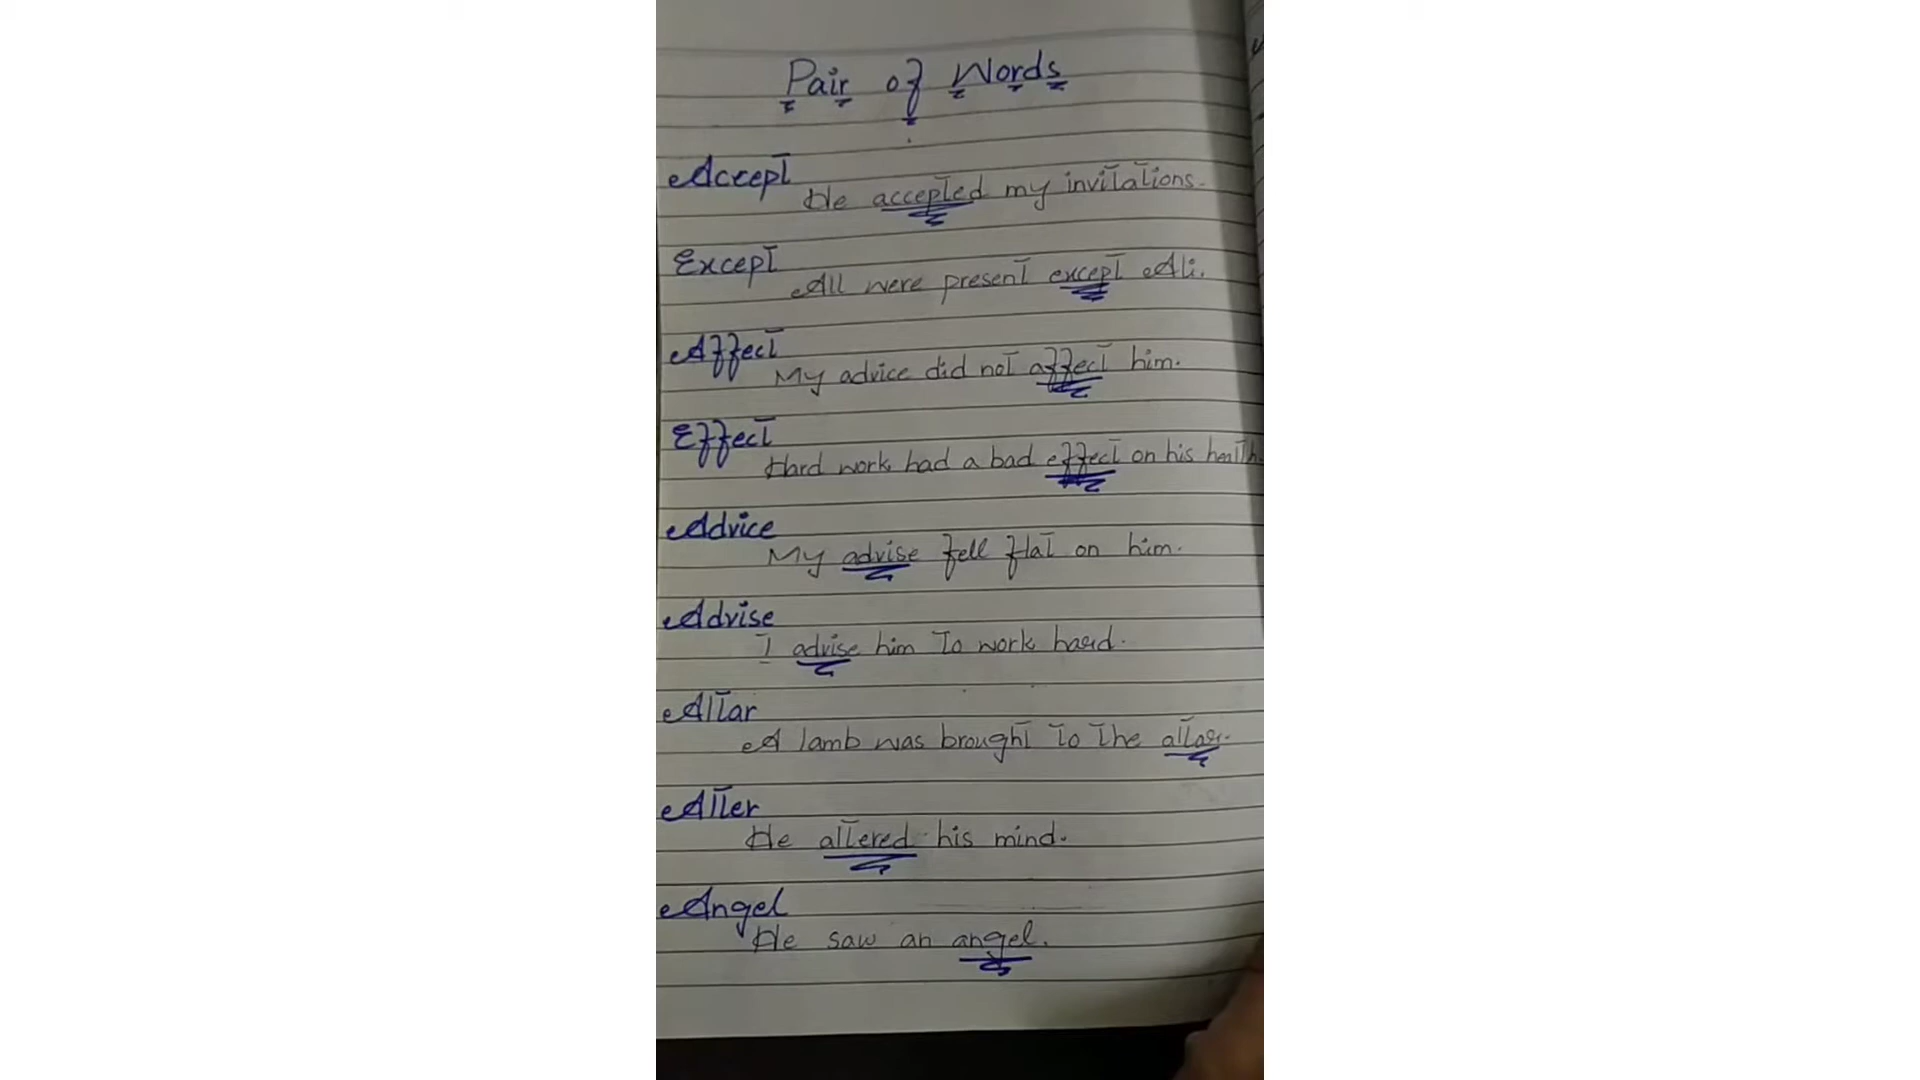 Pair of Words
Accept
He accepted my invitations.
Except
All were present except Ali.
Affect
My advice did not affect him.
Effect
Hard work had a bad effect on his health.
Advice
My advise fell flat on him.
Advise
I advise him to work hard.
Altar
A lamb was brought to the altar.
Alter
He altered his mind.
Angel
He saw an angel.